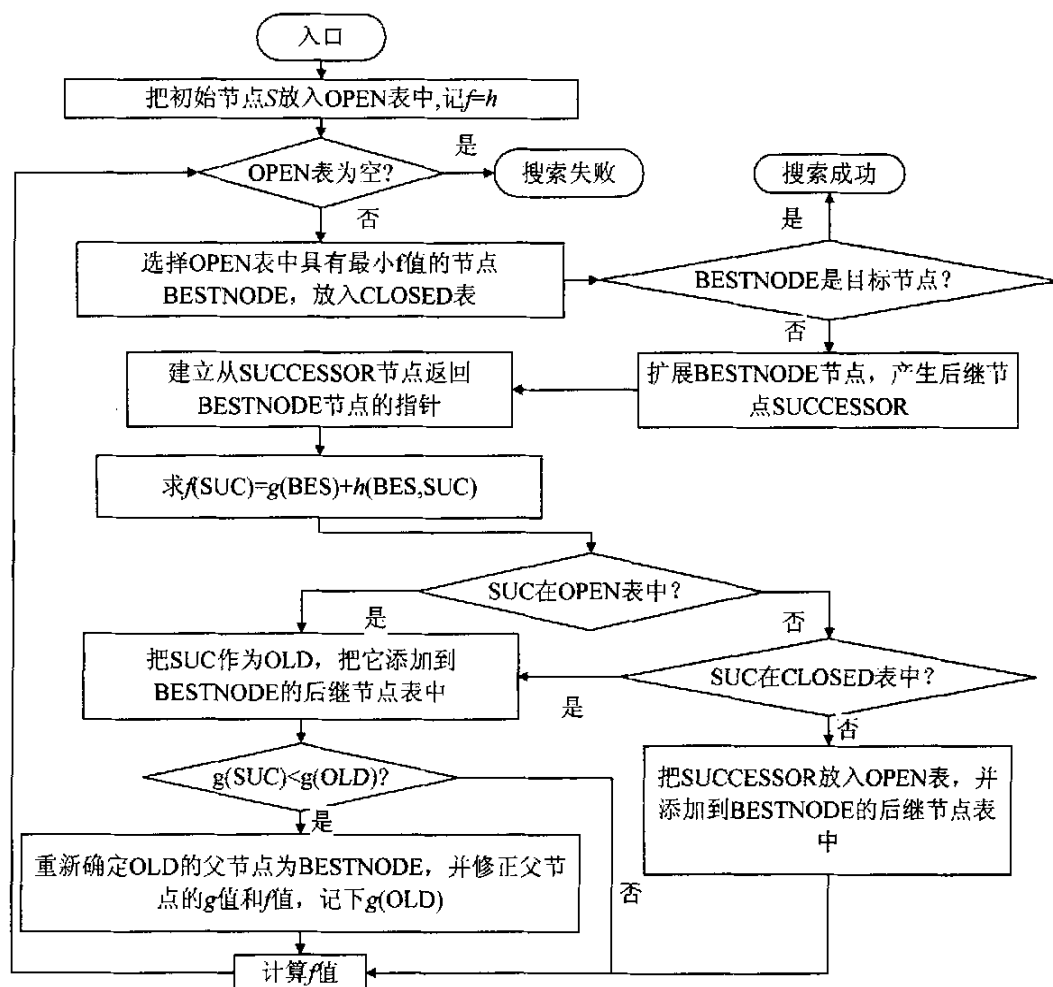 入口
把初始节点S放入OPEN表中,记f=h
OPEN表为空?
是
搜索失败
搜索成功
否
是
选择OPEN表中具有最小f值的节点
BESTNODE，放入CLOSED表
BESTNODE是目标节点？
否
建立从SUCCESSOR节点返回
BESTNODE节点的指针
扩展BESTNODE节点，产生后继节
点SUCCESSOR
求f(SUC)=g(BES)+h(BES,SUC)
SUC在OPEN表中?
是
否
把SUC作为OLD，把它添加到
BESTNODE的后继节点表中
SUC在CLOSED表中?
是
否
g(SUC)<g(OLD)?
是
把SUCCESSOR放入OPEN表，并
添加到BESTNODE的后继节点表
中
重新确定OLD的父节点为BESTNODE，并修正父节
点的g值和f值，记下g(OLD)
否
计算f值